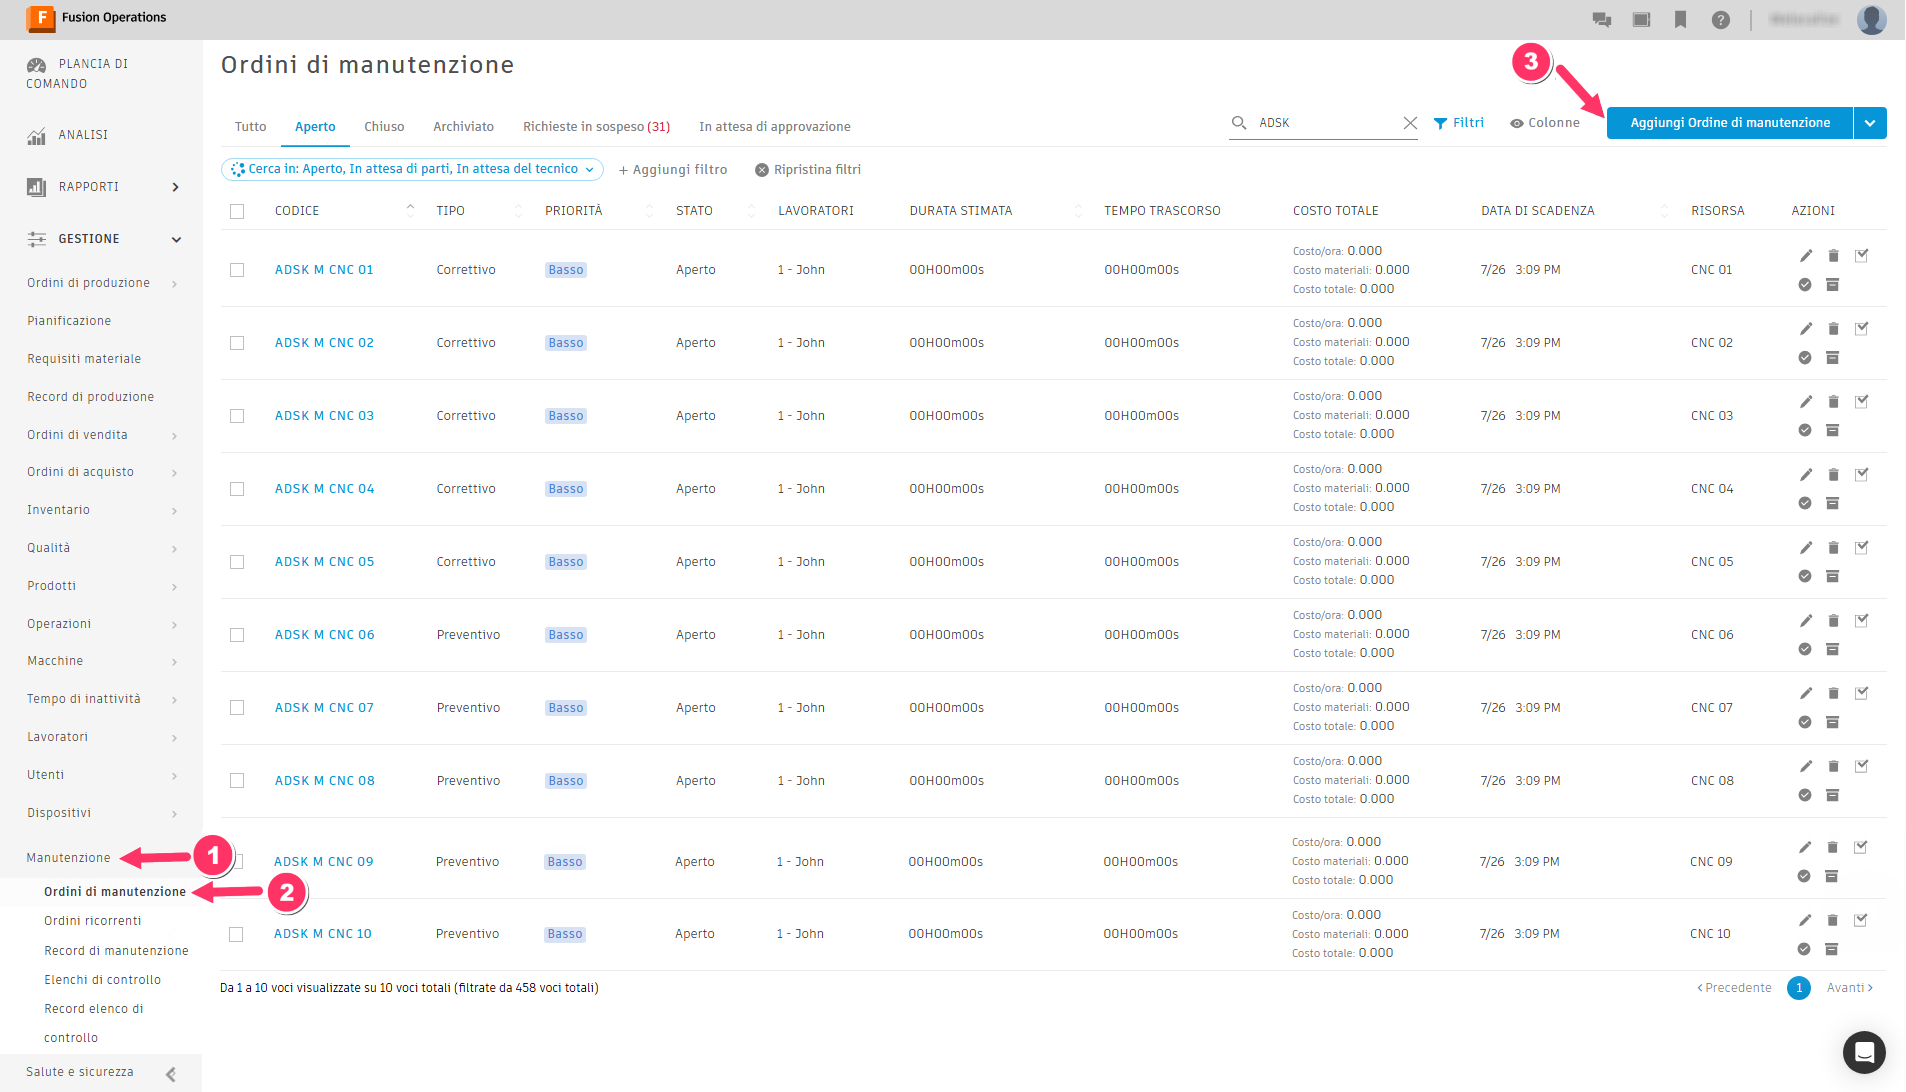 F Fusion Operations
?
PLANCIA DI
COMANDO
ANALISI
RAPPORTI
GESTIONE
Ordini di produzione
Pianificazione
Requisiti materiale
Record di produzione
Ordini di vendita
Ordini di acquisto
Inventario
Qualità
Prodotti
Operazioni
Macchine
Tempo di inattività
Lavoratori
Utenti
Dispositivi
Manutenzione
1
Ordini di manutenzione
2
Ordini ricorrenti
Record di manutenzione
Elenchi di controllo
Record elenco di
controllo
Salute e sicurezza
Ordini di manutenzione
3
Tutto Aperto Chiuso Archiviato Richieste in sospeso (31) In attesa di approvazione
ADSK Filtri Colonne Aggiungi Ordine di manutenzione
Cerca in: Aperto, In attesa di parti, In attesa del tecnico + Aggiungi filtro Ripristina filtri
CODICE TIPO PRIORITÀ STATO LAVORATORI DURATA STIMATA TEMPO TRASCORSO COSTO TOTALE DATA DI SCADENZA RISORSA AZIONI
Costo/ora: 0.000
ADSK M CNC 01 Correttivo Basso Aperto 1 - John 00H00m00s 00H00m00s Costo materiali: 0.000 7/26 3:09 PM CNC 01
Costo totale: 0.000
Costo/ora: 0.000
ADSK M CNC 02 Correttivo Basso Aperto 1 - John 00H00m00s 00H00m00s Costo materiali: 0.000 7/26 3:09 PM CNC 02
Costo totale: 0.000
Costo/ora: 0.000
ADSK M CNC 03 Correttivo Basso Aperto 1 - John 00H00m00s 00H00m00s Costo materiali: 0.000 7/26 3:09 PM CNC 03
Costo totale: 0.000
Costo/ora: 0.000
ADSK M CNC 04 Correttivo Basso Aperto 1 - John 00H00m00s 00H00m00s Costo materiali: 0.000 7/26 3:09 PM CNC 04
Costo totale: 0.000
Costo/ora: 0.000
ADSK M CNC 05 Correttivo Basso Aperto 1 - John 00H00m00s 00H00m00s Costo materiali: 0.000 7/26 3:09 PM CNC 05
Costo totale: 0.000
Costo/ora: 0.000
ADSK M CNC 06 Preventivo Basso Aperto 1 - John 00H00m00s 00H00m00s Costo materiali: 0.000 7/26 3:09 PM CNC 06
Costo totale: 0.000
Costo/ora: 0.000
ADSK M CNC 07 Preventivo Basso Aperto 1 - John 00H00m00s 00H00m00s Costo materiali: 0.000 7/26 3:09 PM CNC 07
Costo totale: 0.000
Costo/ora: 0.000
ADSK M CNC 08 Preventivo Basso Aperto 1 - John 00H00m00s 00H00m00s Costo materiali: 0.000 7/26 3:09 PM CNC 08
Costo totale: 0.000
Costo/ora: 0.000
ADSK M CNC 09 Preventivo Basso Aperto 1 - John 00H00m00s 00H00m00s Costo materiali: 0.000 7/26 3:09 PM CNC 09
Costo totale: 0.000
Costo/ora: 0.000
ADSK M CNC 10 Preventivo Basso Aperto 1 - John 00H00m00s 00H00m00s Costo materiali: 0.000 7/26 3:09 PM CNC 10
Costo totale: 0.000
Da 1 a 10 voci visualizzate su 10 voci totali (filtrate da 458 voci totali) Precedente 1 Avanti